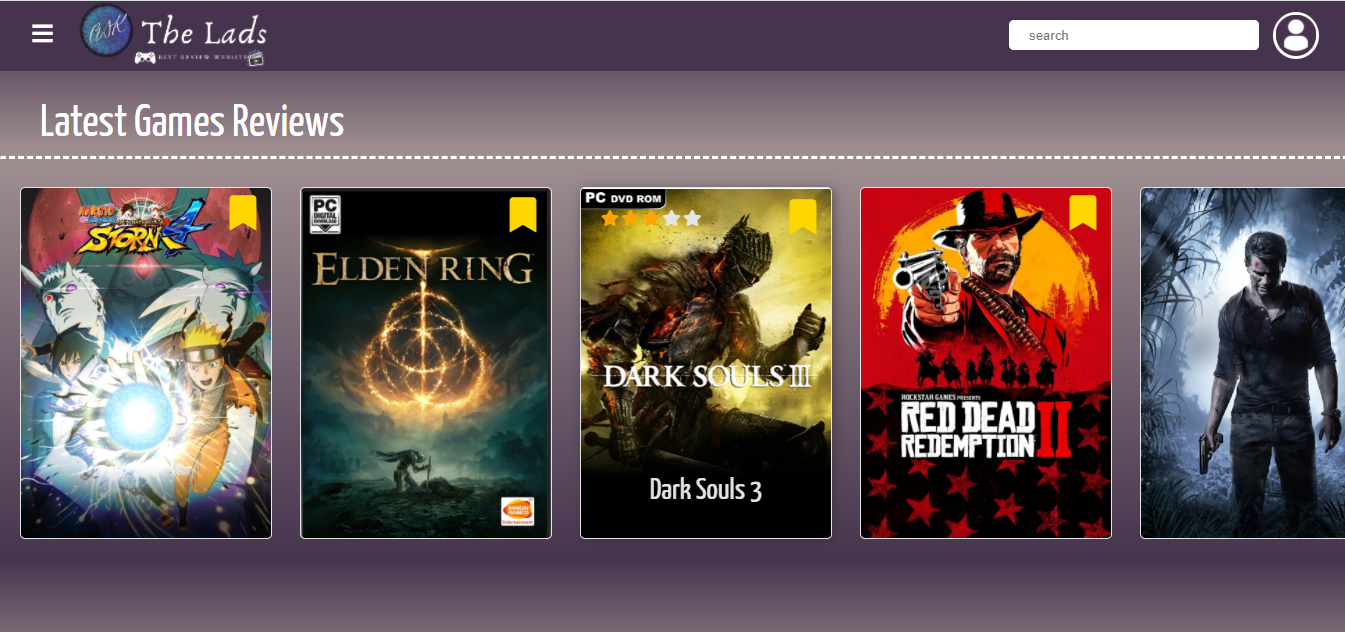 ASK
The Lads
BEST REVIEW WEBSITE
search
Latest Games Reviews
NARUTO
STORM 4
PC
DIGITAL
DOWNLOAD
ELDEN RING
BANDAI
NAMCO
Entertainment
PC DVD ROM
DARK SOULS III
Dark Souls 3
ROCKSTAR GAMES PRESENTS
RED DEAD
REDEMPTION II